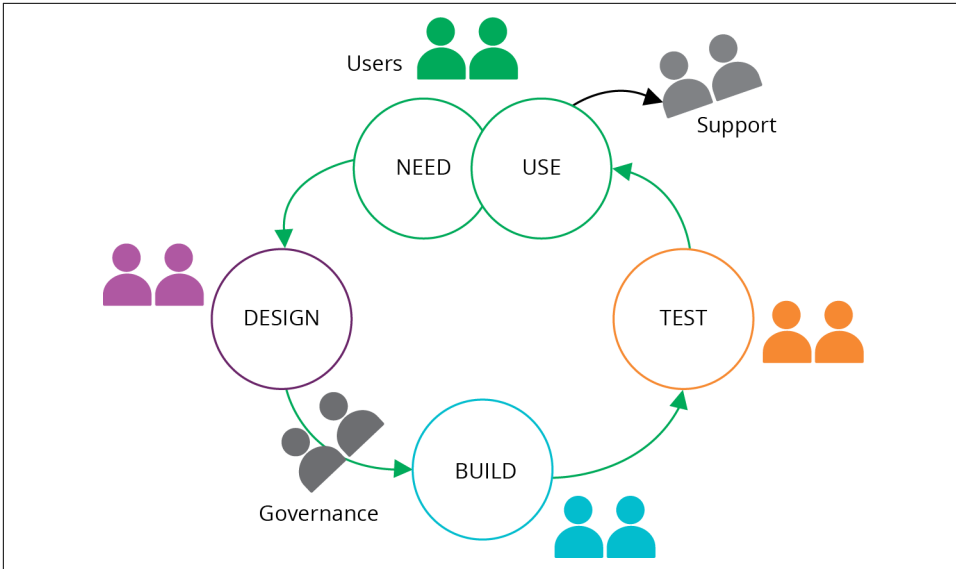 Users
Support
NEED
USE
DESIGN
TEST
BUILD
Governance